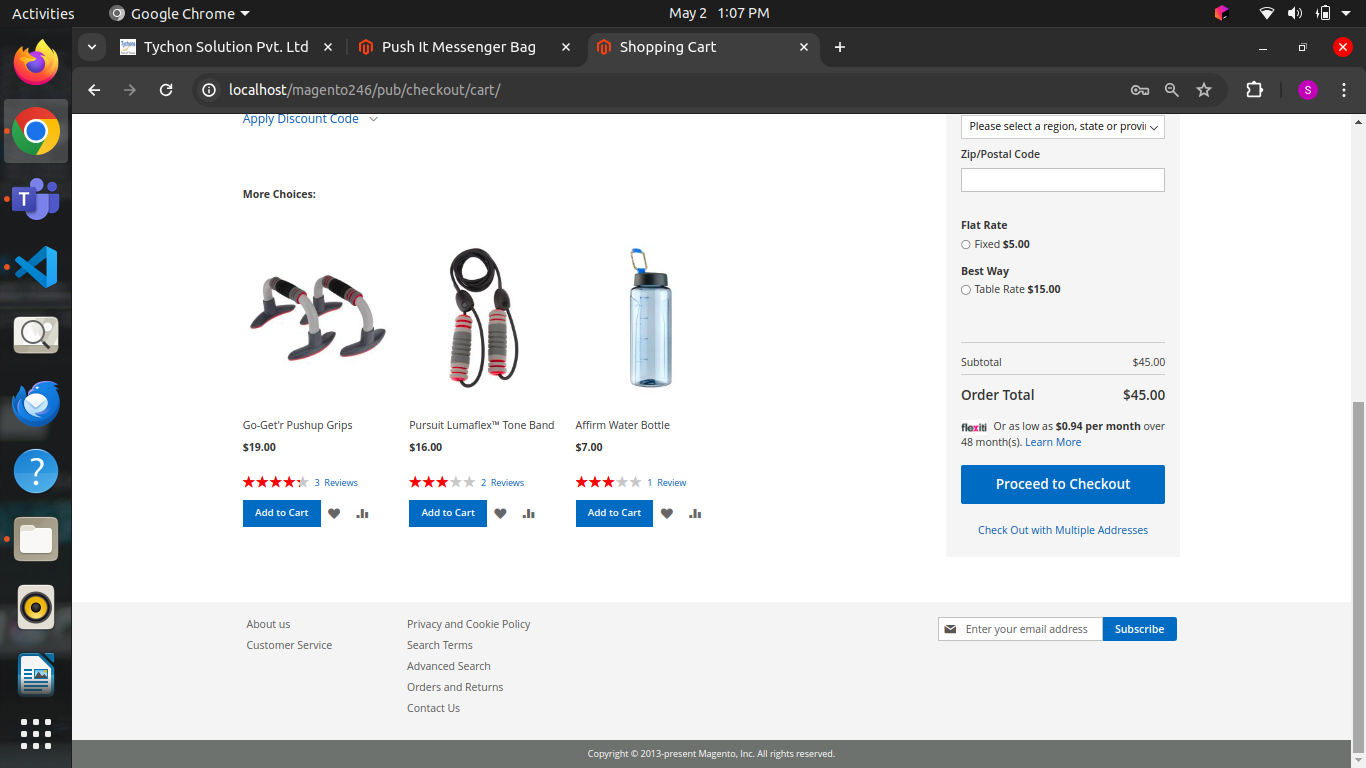 Activities
Google Chrome
May 2 1:07 PM
Tychon Solution Pvt. Ltd
Push It Messenger Bag
Shopping Cart
localhost/magento246/pub/checkout/cart/
S
Apply Discount Code
Please select a region, state or provi
Zip/Postal Code
More Choices:
Flat Rate
Fixed $5.00
Best Way
Table Rate $15.00
Subtotal $45.00
Order Total $45.00
flexiti Or as low as $0.94 per month over
48 month(s). Learn More
Proceed to Checkout
Check Out with Multiple Addresses
Go-Get'r Pushup Grips
$19.00
3 Reviews
Add to Cart
Pursuit Lumaflex™ Tone Band
$16.00
2 Reviews
Add to Cart
Affirm Water Bottle
$7.00
1 Review
Add to Cart
About us
Customer Service
Privacy and Cookie Policy
Search Terms
Advanced Search
Orders and Returns
Contact Us
Enter your email address
Subscribe
Copyright © 2013-present Magento, Inc. All rights reserved.